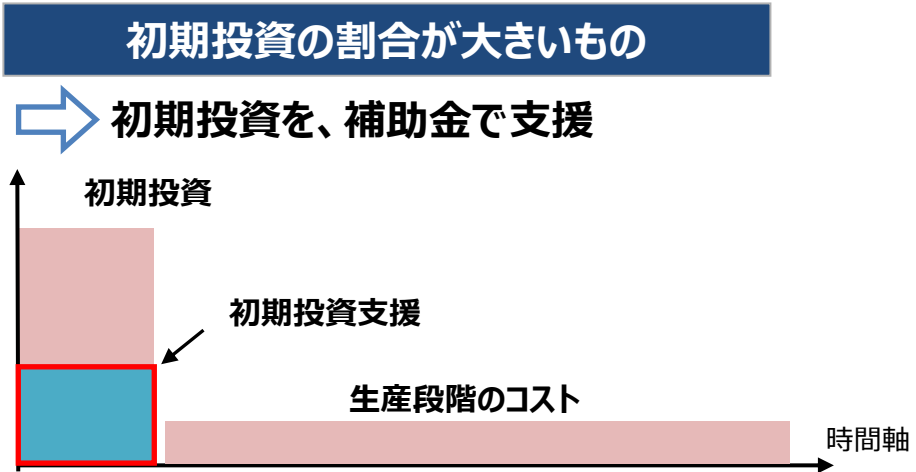 初期投資の割合が大きいもの
初期投資を、補助金で支援
初期投資
初期投資支援
生産段階のコスト
時間軸